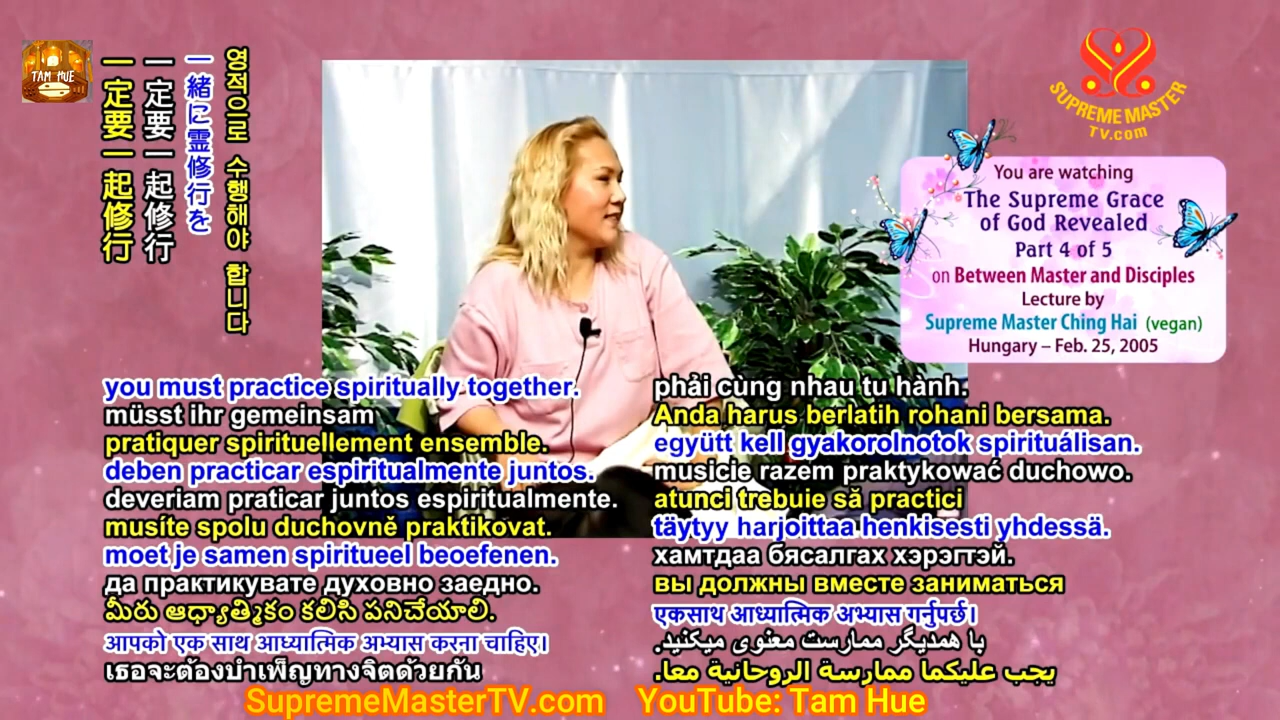 TAM HUE
一定要一起修行
一定要一起修行
一緒に霊修行を
영적으로 수행해야 합니다
SUPREME MASTER
TV.com
You are watching
The Supreme Grace
of God Revealed
Part 4 of 5
on Between Master and Disciples
Lecture by
Supreme Master Ching Hai (vegan)
Hungary – Feb. 25, 2005
you must practice spiritually together.
müsst ihr gemeinsam
pratiquer spirituellement ensemble.
deben practicar espiritualmente juntos.
deveriam praticar juntos espiritualmente.
musíte spolu duchovně praktikovat.
moet je samen spiritueel beoefenen.
да практикувате духовно заедно.
మీరు ఆధ్యాత్మికం కలిసి పనిచేయాలి.
आपको एक साथ आध्यात्मिक अभ्यास करना चाहिए।
เธอจะต้องบำเพ็ญทางจิตด้วยกัน
phải cùng nhau tu hành.
Anda harus berlatih rohani bersama.
együtt kell gyakorolnotok spirituálisan.
musicie razem praktykować duchowo.
atunci trebuie să practici
täytyy harjoittaa henkisesti yhdessä.
хамтдаа бясалгах хэрэгтэй.
вы должны вместе заниматься
एकसाथ आध्यात्मिक अभ्यास गर्नुपर्छ।
با همدیگر ممارست معنوی میکنید.
يجب عليكما ممارسة الروحانية معا.
SupremeMasterTV.com YouTube: Tam Hue